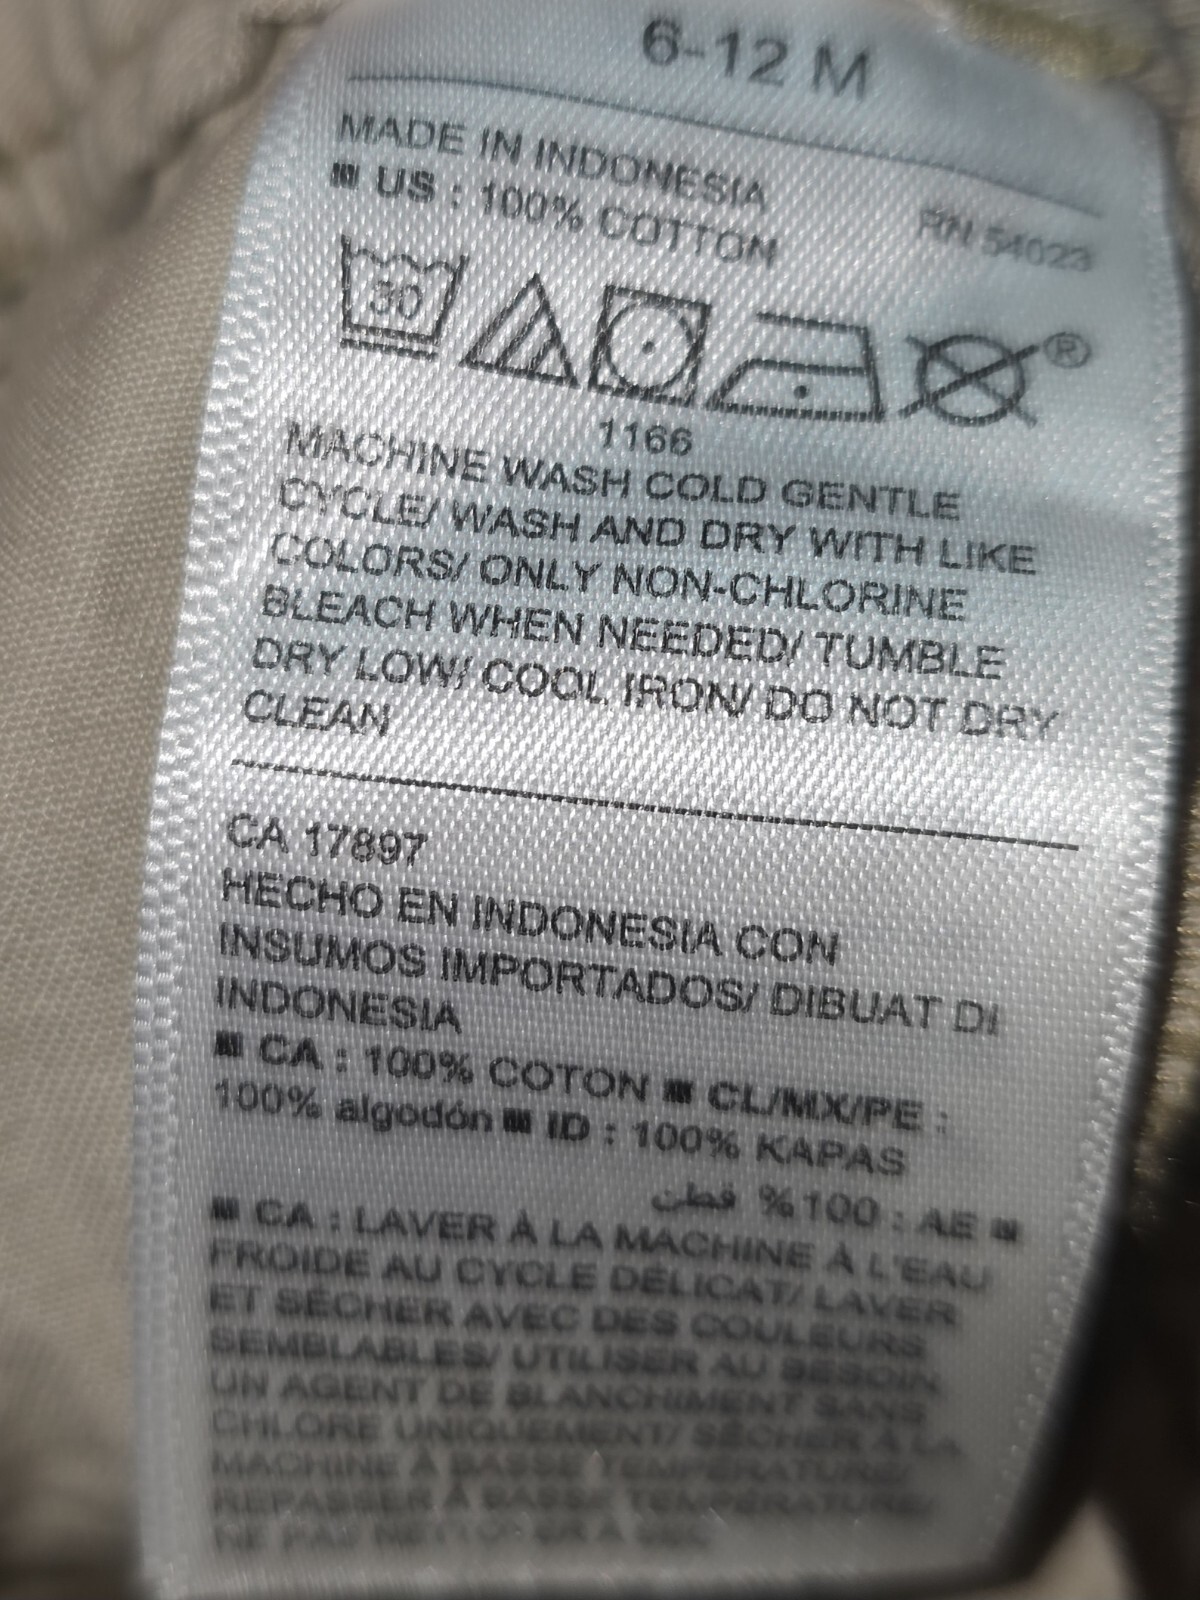 6-12 M
MADE IN INDONESIA
RN 54023
US : 100% COTTON
30
®
1166
MACHINE WASH COLD GENTLE
CYCLE/ WASH AND DRY WITH LIKE
COLORS/ ONLY NON-CHLORINE
BLEACH WHEN NEEDED/ TUMBLE
DRY LOW/ COOL IRON/ DO NOT DRY
CLEAN
CA 17897
HECHO EN INDONESIA CON
INSUMOS IMPORTADOS/ DIBUAT DI
INDONESIA
■ CA : 100% COTON ■ CL/MX/PE :
100% algodón ■ ID : 100% KAPAS
■ AE : 100% قطن
■ CA : LAVER À LA MACHINE À L'EAU
FROIDE AU CYCLE DÉLICAT/ LAVER
ET SÉCHER AVEC DES COULEURS
SEMBLABLES/ UTILISER AU BESOIN
UN AGENT DE BLANCHIMENT SANS
CHLORE UNIQUEMENT/ SÉCHER À LA
MACHINE À BASSE TEMPÉRATURE/
REPASSER À BASSE TEMPÉRATURE/
NE PAS NETTOYER À SEC